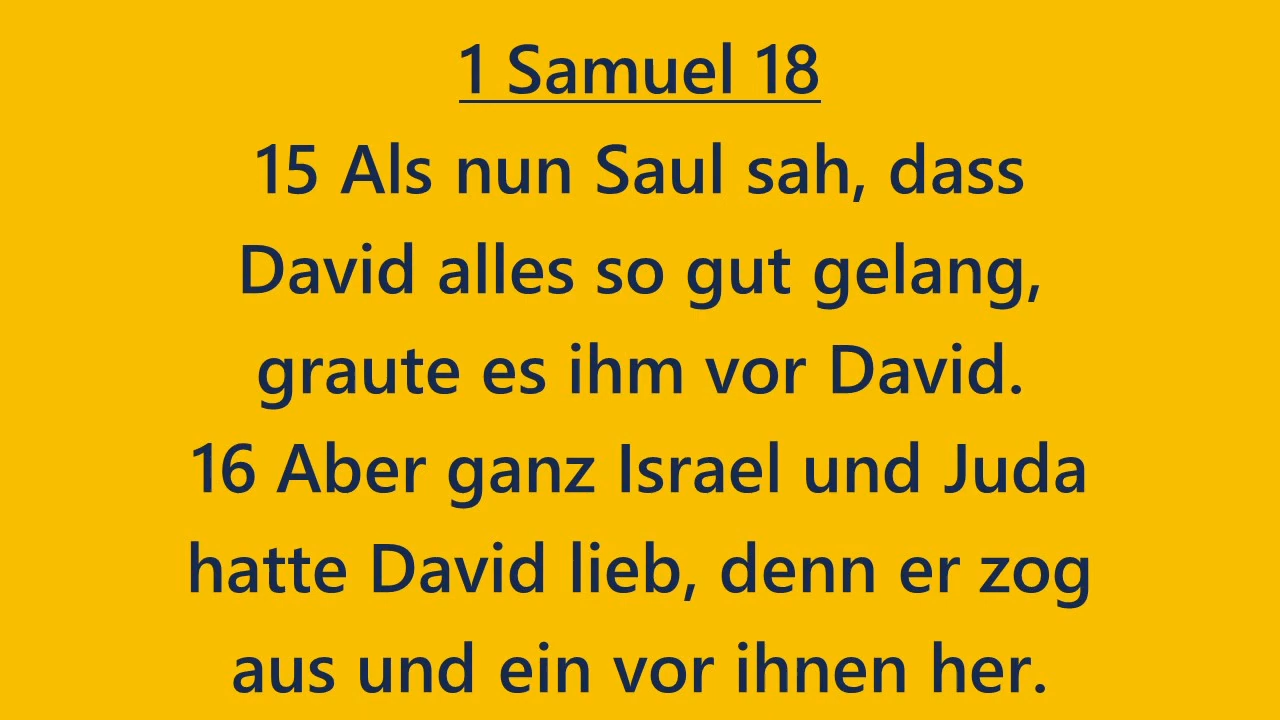 1 Samuel 18
15 Als nun Saul sah, dass
David alles so gut gelang,
graute es ihm vor David.
16 Aber ganz Israel und Juda
hatte David lieb, denn er zog
aus und ein vor ihnen her.